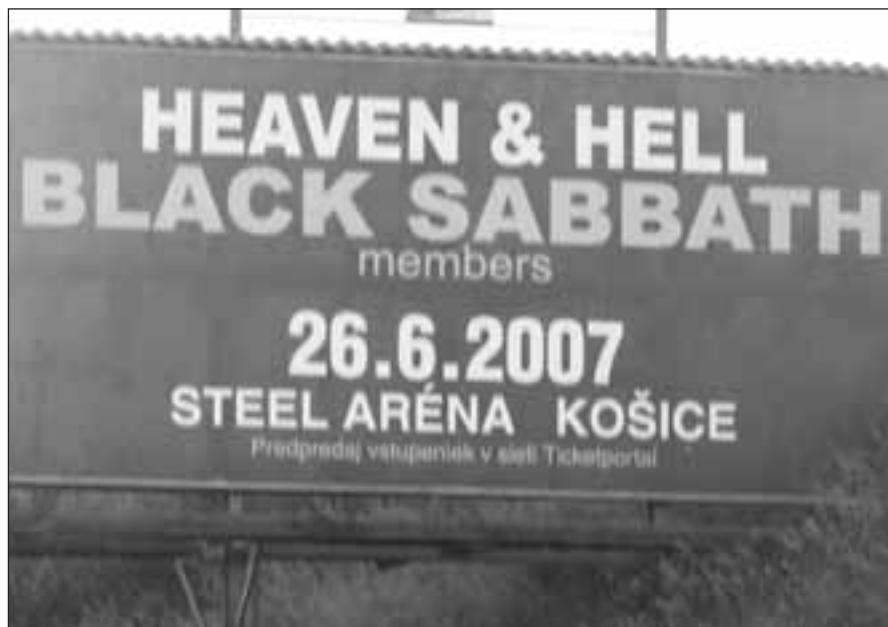 HEAVEN & HELL
BLACK SABBATH
members
26.6.2007
STEEL ARÉNA KOŠICE
Predpredaj vstupeniek v sieti Ticketportal